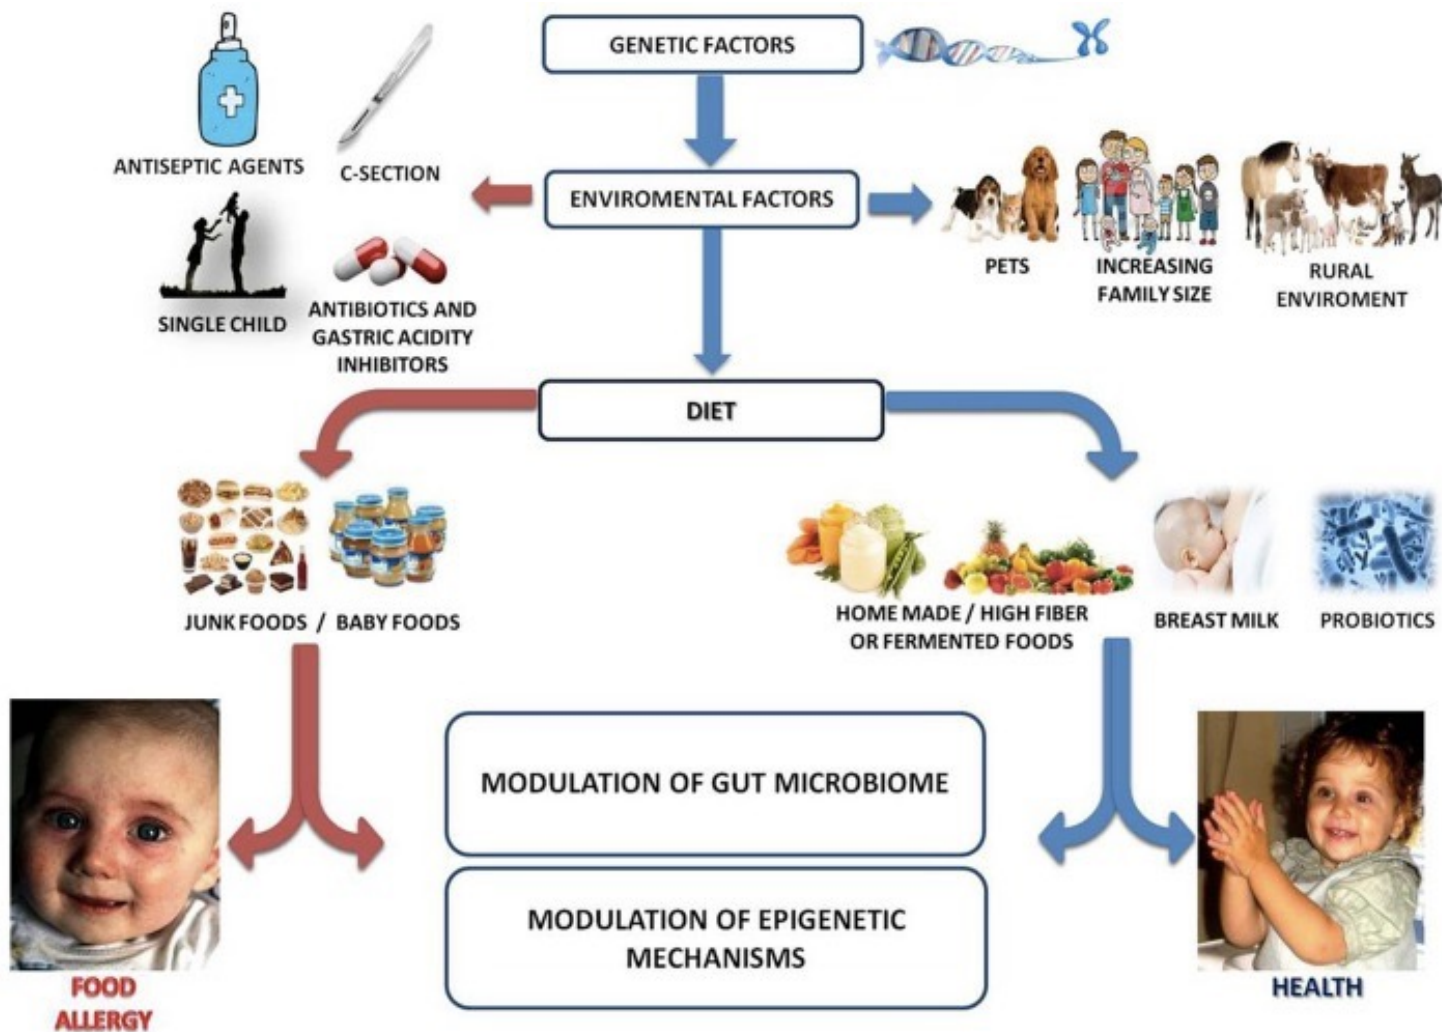 GENETIC FACTORS
ANTISEPTIC AGENTS
C-SECTION
ENVIROMENTAL FACTORS
PETS
INCREASING
FAMILY SIZE
RURAL
ENVIROMENT
SINGLE CHILD
ANTIBIOTICS AND
GASTRIC ACIDITY
INHIBITORS
DIET
JUNK FOODS / BABY FOODS
HOME MADE / HIGH FIBER
OR FERMENTED FOODS
BREAST MILK
PROBIOTICS
MODULATION OF GUT MICROBIOME
MODULATION OF EPIGENETIC
MECHANISMS
FOOD
ALLERGY
HEALTH